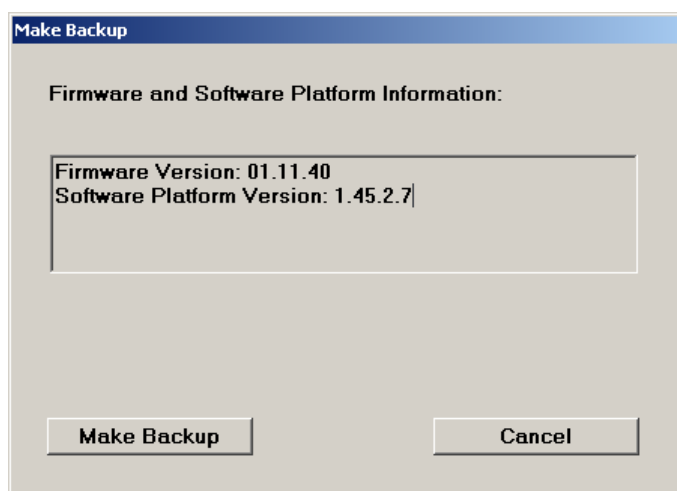 Make Backup
Firmware and Software Platform Information:
Firmware Version: 01.11.40
Software Platform Version: 1.45.2.7
Make Backup
Cancel